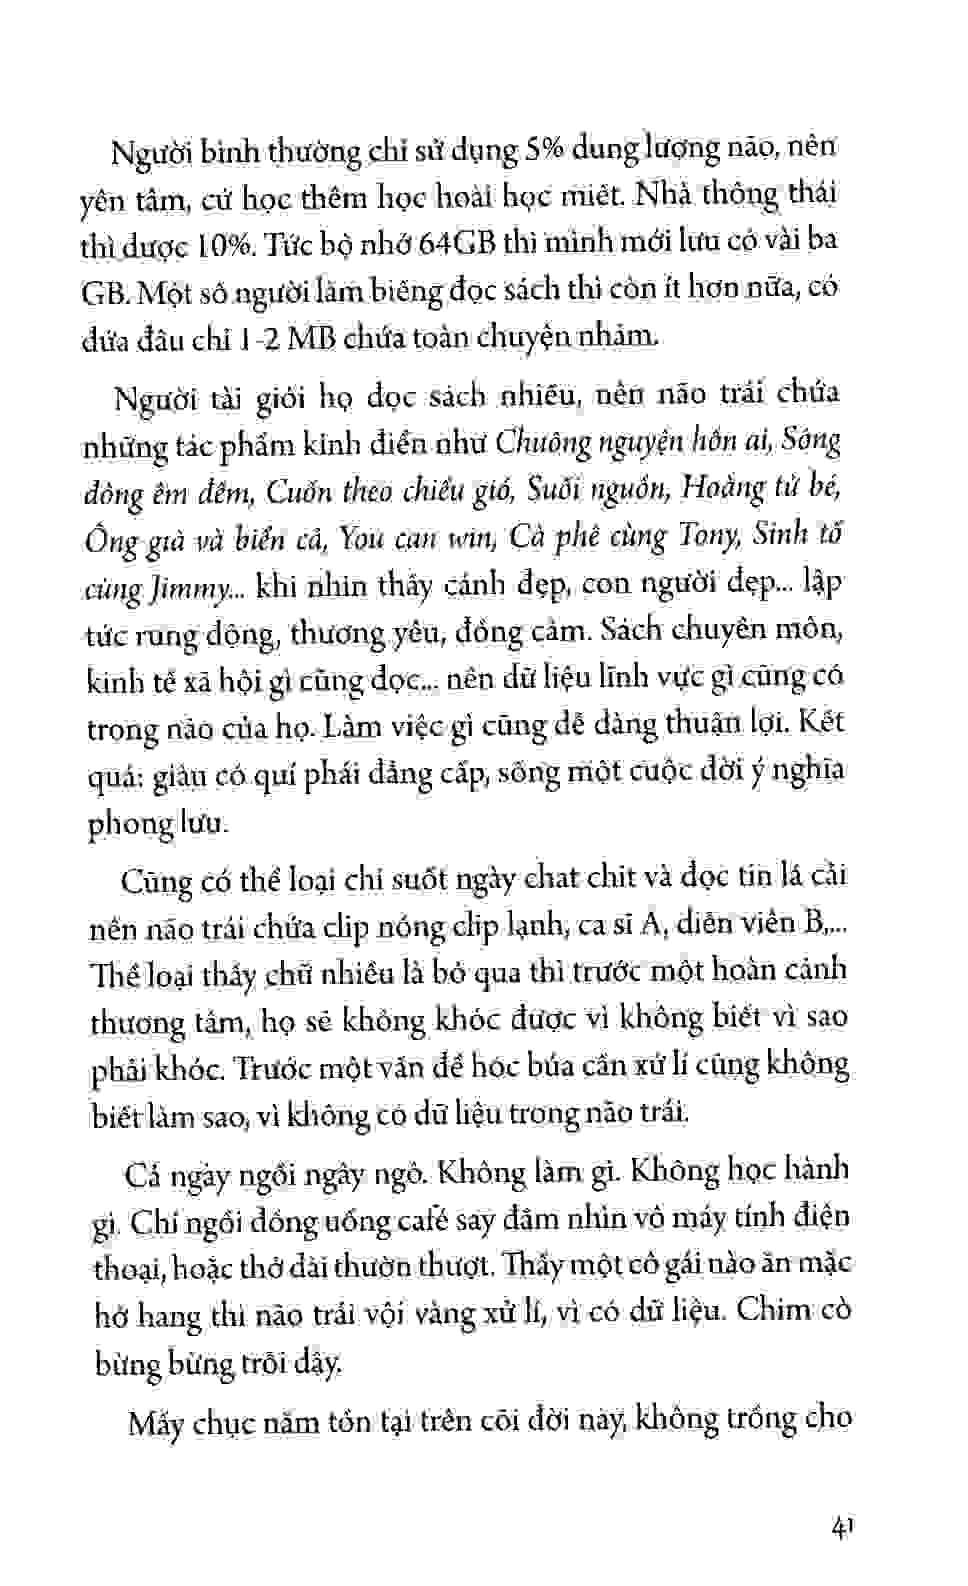 Người bình thường chỉ sử dụng 5% dung lượng não, nên
yên tâm, cứ học thêm học hoài học miết. Nhà thông thái
thì được 10%. Tức bộ nhớ 64GB thì mình mới lưu có vài ba
GB. Một số người làm biếng đọc sách thì còn ít hơn nữa, có
đứa đâu chỉ 1-2 MB chứa toàn chuyện nhảm.
Người tài giỏi họ đọc sách nhiều, nên não trái chứa
những tác phẩm kinh điển như Chuông nguyện hồn ai, Sông
đông êm đềm, Cuốn theo chiều gió, Suối nguồn, Hoàng tử bé,
Ông già và biển cả, You can win, Cà phê cùng Tony, Sinh tố
cùng Jimmy... khi nhìn thấy cảnh đẹp, con người đẹp... lập
tức rung động, thương yêu, đồng cảm. Sách chuyên môn,
kinh tế xã hội gì cũng đọc... nên dữ liệu lĩnh vực gì cũng có
trong não của họ. Làm việc gì cũng dễ dàng thuận lợi. Kết
quả: giàu có quí phái đẳng cấp, sống một cuộc đời ý nghĩa
phong lưu.
Cũng có thể loại chỉ suốt ngày chat chit và đọc tin lá cải
nên não trái chứa clip nóng clip lạnh, ca sĩ A, diễn viên B,...
Thể loại thấy chữ nhiều là bỏ qua thì trước một hoàn cảnh
thương tâm, họ sẽ không khóc được vì không biết vì sao
phải khóc. Trước một vấn đề hóc búa cần xử lí cũng không
biết làm sao, vì không có dữ liệu trong não trái.
Cả ngày ngồi ngây ngô. Không làm gì. Không học hành
gì. Chỉ ngồi đồng uống café say đắm nhìn vô máy tính điện
thoại, hoặc thở dài thườn thượt. Thấy một cô gái nào ăn mặc
hở hang thì não trái vội vàng xử lí, vì có dữ liệu. Chim cò
bừng bừng trỗi dậy.
Mấy chục năm tồn tại trên cõi đời này, không trồng cho
41